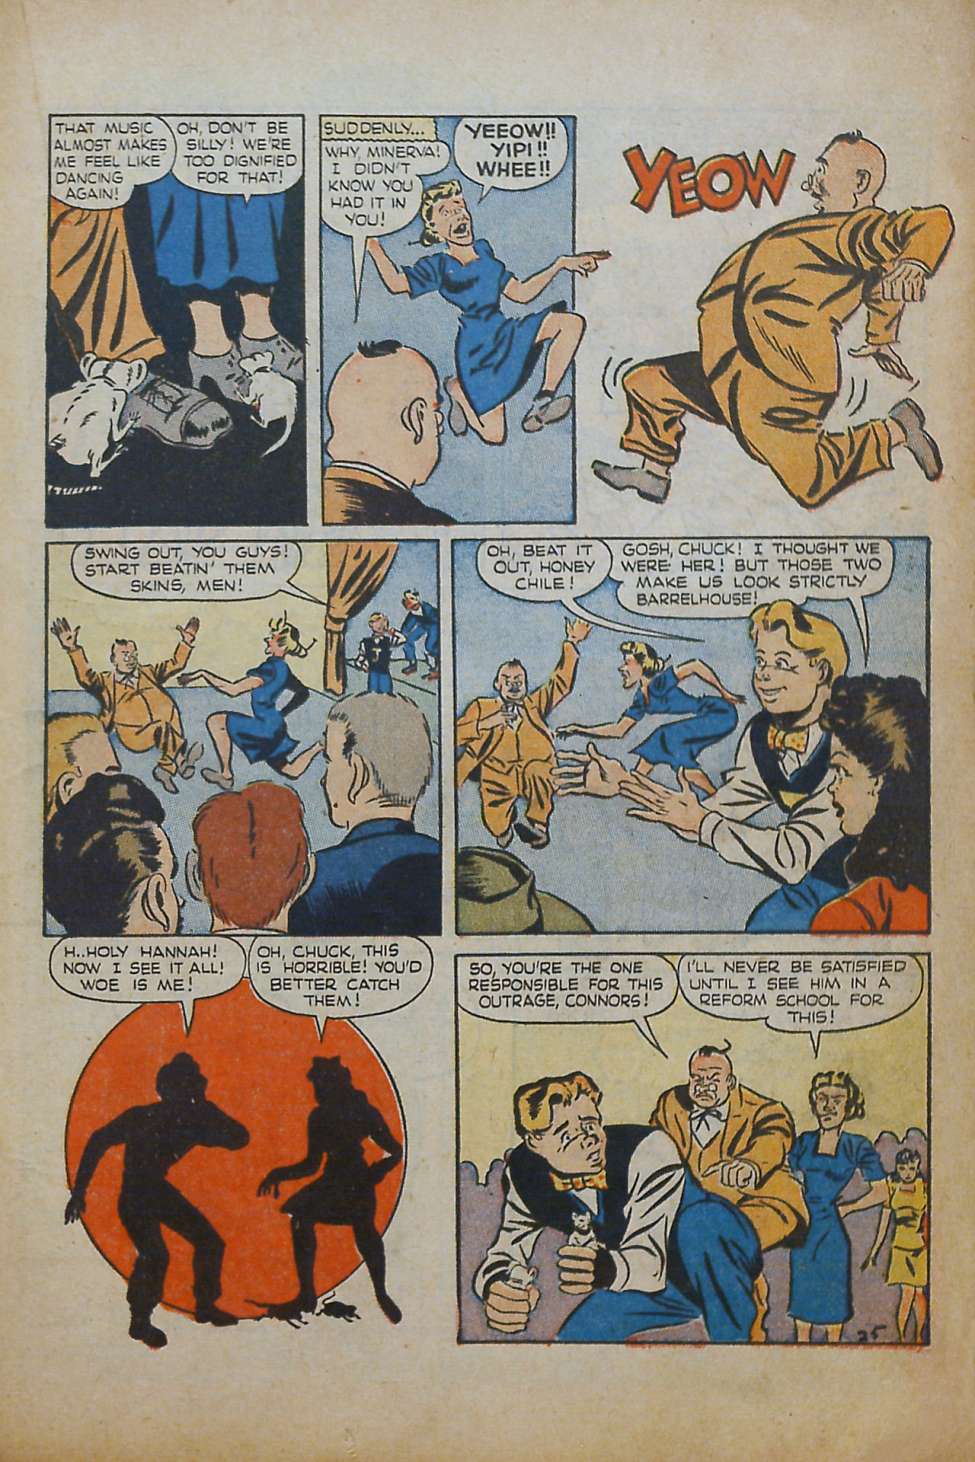 THAT MUSIC
ALMOST MAKES
ME FEEL LIKE
DANCING
AGAIN!
OH, DON'T BE
SILLY! WE'RE
TOO DIGNIFIED
FOR THAT!
SUDDENLY...
WHY, MINERVA!
I DIDN'T
KNOW YOU
HAD IT IN
YOU!
YEEOW!!
YIPI!!
WHEE!!
YEOW
SWING OUT, YOU GUYS!
START BEATIN' THEM
SKINS, MEN!
OH, BEAT IT
OUT, HONEY
CHILE!
GOSH, CHUCK! I THOUGHT WE
WERE HER! BUT THOSE TWO
MAKE US LOOK STRICTLY
BARRELHOUSE!
H..HOLY HANNAH!
NOW I SEE IT ALL!
WOE IS ME!
OH, CHUCK, THIS
IS HORRIBLE! YOU'D
BETTER CATCH
THEM!
SO, YOU'RE THE ONE
RESPONSIBLE FOR THIS
OUTRAGE, CONNORS!
I'LL NEVER BE SATISFIED
UNTIL I SEE HIM IN A
REFORM SCHOOL FOR
THIS!
25